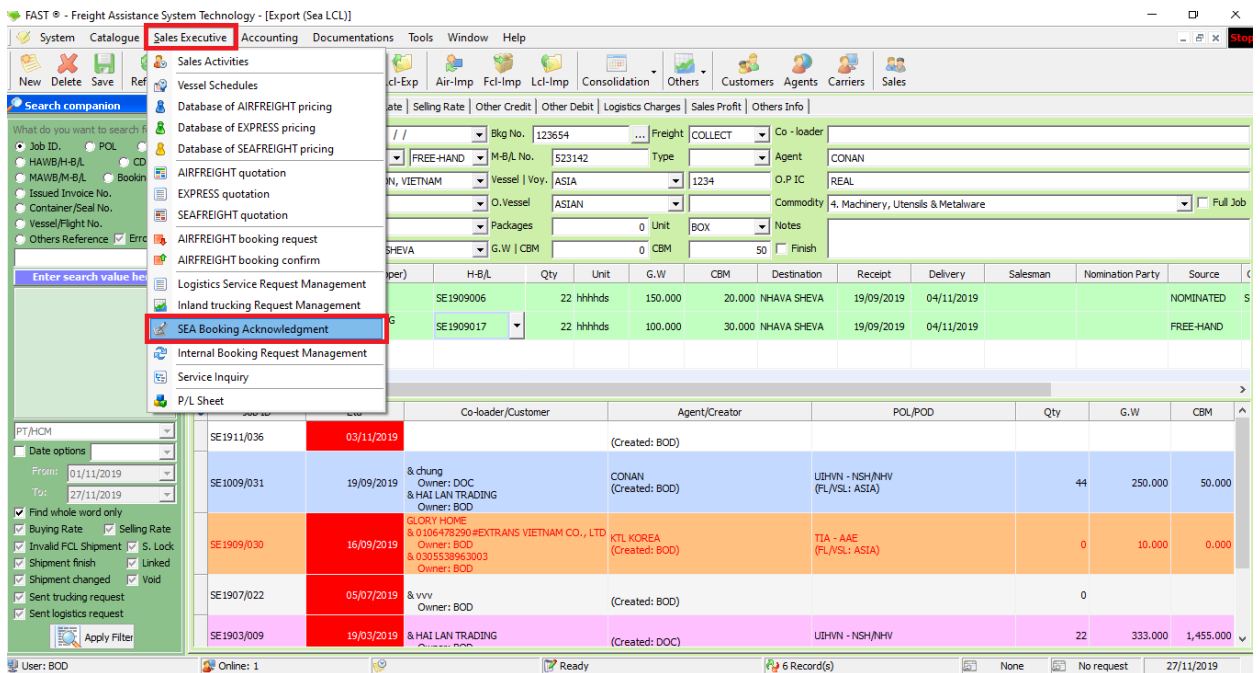 FAST ® - Freight Assistance System Technology - [Export (Sea LCL)]
System Catalogue Sales Executive Accounting Documentations Tools Window Help
Stop
New Delete Save Ref cl-Exp Air-Imp Fcl-Imp Lcl-Imp Consolidation Others Customers Agents Carriers Sales
Sales Activities
Vessel Schedules
Database of AIRFREIGHT pricing
Database of EXPRESS pricing
Database of SEAFREIGHT pricing
AIRFREIGHT quotation
EXPRESS quotation
SEAFREIGHT quotation
AIRFREIGHT booking request
AIRFREIGHT booking confirm
Logistics Service Request Management
Inland trucking Request Management
SEA Booking Acknowledgment
Internal Booking Request Management
Service Inquiry
P/L Sheet
Search companion
What do you want to search f
Job ID. POL
HAWB/H-B/L CD
MAWB/M-B/L Bookin
Issued Invoice No.
Container/Seal No.
Vessel/Flight No.
Others Reference Erro
Enter search value he
PT/HCM
Date options
From: 01/11/2019
To: 27/11/2019
Find whole word only
Buying Rate Selling Rate
Invalid FCL Shipment S. Lock
Shipment finish Linked
Shipment changed Void
Sent trucking request
Sent logistics request
Apply Filter
ate Selling Rate Other Credit Other Debit Logistics Charges Sales Profit Others Info
/ / Bkg No. 123654 ... Freight COLLECT Co - loader
FREE-HAND M-B/L No. 523142 Type Agent CONAN
ON, VIETNAM Vessel | Voy. ASIA 1234 O.P IC REAL
O.Vessel ASIAN Commodity 4. Machinery, Utensils & Metalware Full Job
Packages 0 Unit BOX Notes
SHEVA G.W | CBM 0 CBM 50 Finish
per) H-B/L Qty Unit G.W CBM Destination Receipt Delivery Salesman Nomination Party Source
SE1909006 22 hhhhds 150.000 20.000 NHAVA SHEVA 19/09/2019 04/11/2019 NOMINATED S
G SE1909017 22 hhhhds 100.000 30.000 NHAVA SHEVA 19/09/2019 04/11/2019 FREE-HAND
Job ID Etd Co-loader/Customer Agent/Creator POL/POD Qty G.W CBM
SE1911/036 03/11/2019 (Created: BOD)
& chung
SE1009/031 19/09/2019 Owner: DOC CONAN UIHVN - NSH/NHV 44 250.000 50.000
& HAI LAN TRADING (Created: BOD) (FL/VSL: ASIA)
Owner: BOD
GLORY HOME
& 0106478290#EXTRANS VIETNAM CO., LTD KTL KOREA TIA - AAE
SE1909/030 16/09/2019 Owner: BOD (Created: BOD) (FL/VSL: ASIA) 0 10.000 0.000
& 0305538963003
Owner: BOD
SE1907/022 05/07/2019 & vvv 0
Owner: BOD (Created: BOD)
SE1903/009 19/03/2019 & HAI LAN TRADING (Created: DOC) UIHVN - NSH/NHV 22 333.000 1,455.000
User: BOD Online: 1 Ready 6 Record(s) None No request 27/11/2019